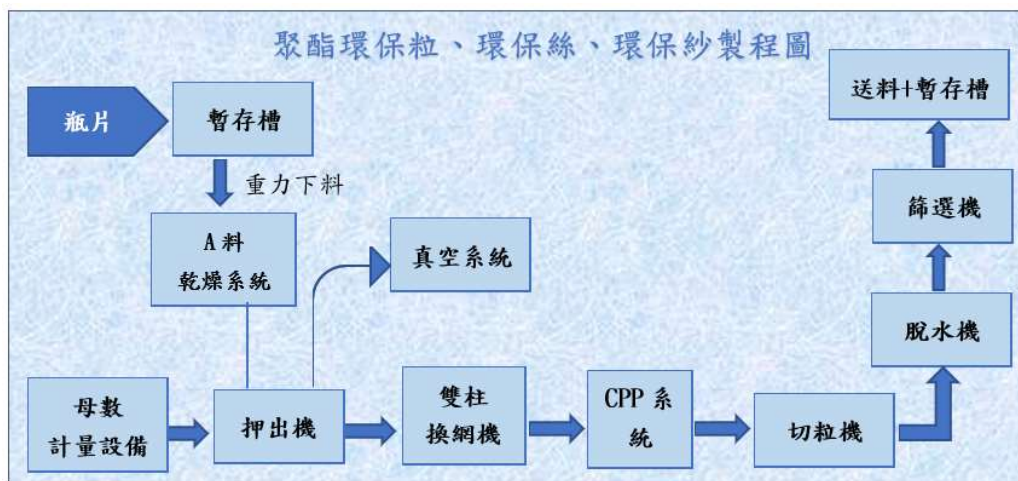 聚酯環保粒、環保絲、環保紗製程圖
瓶片
暫存槽
重力下料
A料
乾燥系統
真空系統
母數
計量設備
押出機
雙柱
換網機
CPP 系
統
切粒機
脫水機
篩選機
送料+暫存槽